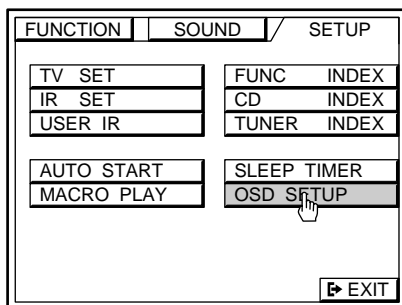 FUNCTION SOUND SETUP
TV SET FUNC INDEX
IR SET CD INDEX
USER IR TUNER INDEX
AUTO START SLEEP TIMER
MACRO PLAY OSD SETUP
EXIT